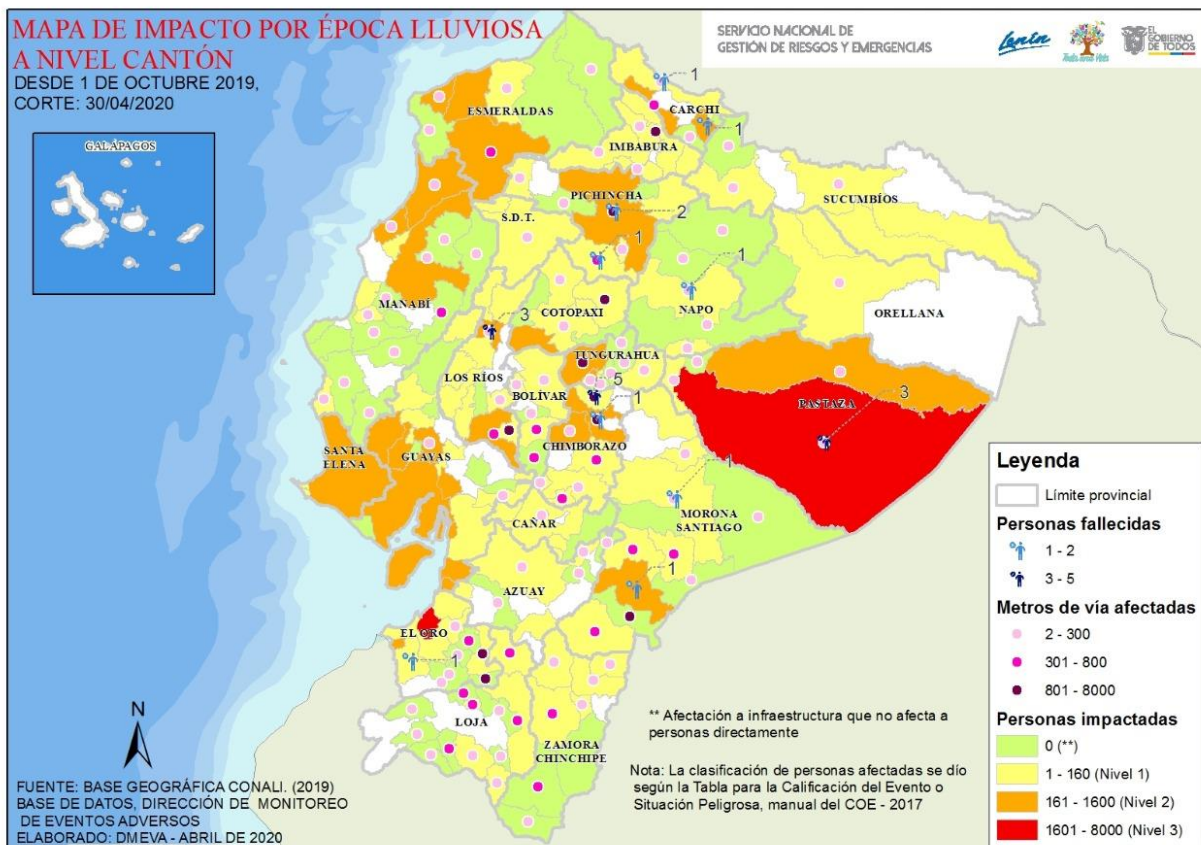 MAPA DE IMPACTO POR ÉPOCA LLUVIOSA
A NIVEL CANTÓN
DESDE 1 DE OCTUBRE 2019,
CORTE: 30/04/2020
SERVICIO NACIONAL DE
GESTIÓN DE RIESGOS Y EMERGENCIAS
Lenín
Toda una Vida
EL
GOBIERNO
DE TODOS
GALÁPAGOS
1
CARCHI
ESMERALDAS
1
IMBABURA
PICHINCHA
SUCUMBÍOS
2
S.D.T.
1
1
MANABÍ
COTOPAXI
NAPO
ORELLANA
3
TUNGURAHUA
LOS RÍOS
5
BOLÍVAR
1
PASTAZA
3
SANTA
ELENA
GUAYAS
CHIMBORAZO
1
MORONA
SANTIAGO
CAÑAR
1
AZUAY
EL ORO
1
LOJA
ZAMORA
CHINCHIPE
N
** Afectación a infraestructura que no afecta a
personas directamente
Nota: La clasificación de personas afectadas se dío
según la Tabla para la Calificación del Evento o
Situación Peligrosa, manual del COE - 2017
FUENTE: BASE GEOGRÁFICA CONALI. (2019)
BASE DE DATOS, DIRECCIÓN DE MONITOREO
DE EVENTOS ADVERSOS
ELABORADO: DMEVA - ABRIL DE 2020
Leyenda
Límite provincial
Personas fallecidas
1 - 2
3 - 5
Metros de vía afectadas
2 - 300
301 - 800
801 - 8000
Personas impactadas
0 (**)
1 - 160 (Nivel 1)
161 - 1600 (Nivel 2)
1601 - 8000 (Nivel 3)